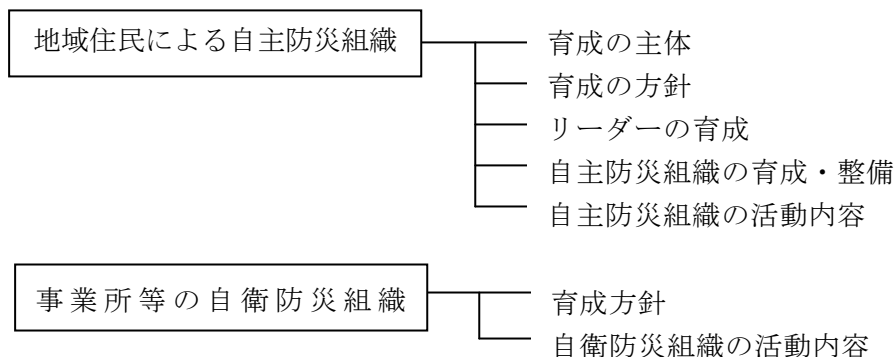 地域住民による自主防災組織
育成の主体
育成の方針
リーダーの育成
自主防災組織の育成・整備
自主防災組織の活動内容
事業所等の自衛防災組織
育成方針
自衛防災組織の活動内容